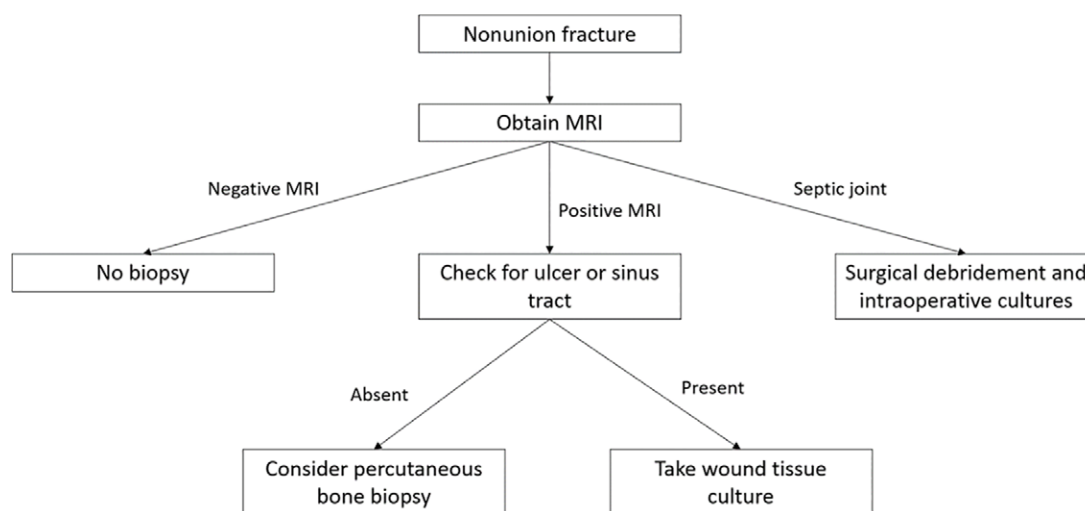 Nonunion fracture
Obtain MRI
Negative MRI
Positive MRI
Septic joint
No biopsy
Check for ulcer or sinus
tract
Surgical debridement and
intraoperative cultures
Absent
Present
Consider percutaneous
bone biopsy
Take wound tissue
culture